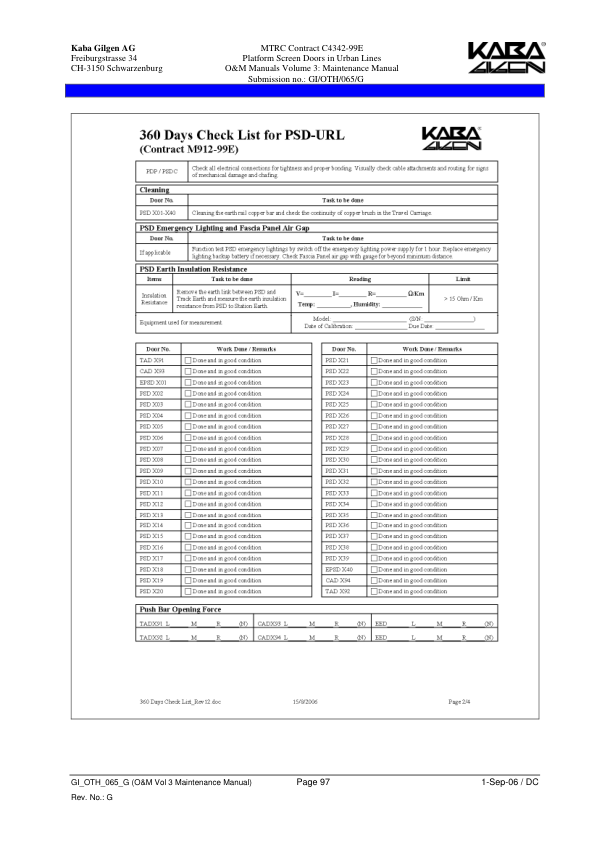 Kaba Gilgen AG
Freiburgstrasse 34
CH-3150 Schwarzenburg
MTRC Contract C4342-99E
Platform Screen Doors in Urban Lines
O&M Manuals Volume 3: Maintenance Manual
Submission no.: GI/OTH/065/G
KABA
GILGEN
360 Days Check List for PSD-URL
(Contract M912-99E)
KABA
GILGEN
PDP / PSDC
Check all electrical connections for tightness and proper bonding. Visually check cable attachments and routing for signs
of mechanical damage and chafing.
Cleaning
Door No. Task to be done
PSD X01-X40 Cleaning the earth rail copper bar and check the continuity of copper brush in the Travel Carriage.
PSD Emergency Lighting and Fascia Panel Air Gap
Door No. Task to be done
If applicable
Function test PSD emergency lightings by switch off the emergency lighting power supply for 1 hour. Replace emergency
lighting backup battery if necessary. Check Fascia Panel air gap with gauge for beyond minimum distance.
PSD Earth Insulation Resistance
Items Task to be done Reading Limit
Insulation
Resistance
Remove the earth link between PSD and
Track Earth and measure the earth insulation
resistance from PSD to Station Earth.
V=________ I=________ R=________ Ω/Km
Temp: __________, Humidity: ____________
> 15 Ohm / Km
Equipment used for measurement
Model: ____________________ (S/N: ______________)
Date of Calibration: ________________ Due Date: ______________
Door No. Work Done / Remarks
TAD X91 ☐ Done and in good condition
CAD X93 ☐ Done and in good condition
EPSD X01 ☐ Done and in good condition
PSD X02 ☐ Done and in good condition
PSD X03 ☐ Done and in good condition
PSD X04 ☐ Done and in good condition
PSD X05 ☐ Done and in good condition
PSD X06 ☐ Done and in good condition
PSD X07 ☐ Done and in good condition
PSD X08 ☐ Done and in good condition
PSD X09 ☐ Done and in good condition
PSD X10 ☐ Done and in good condition
PSD X11 ☐ Done and in good condition
PSD X12 ☐ Done and in good condition
PSD X13 ☐ Done and in good condition
PSD X14 ☐ Done and in good condition
PSD X15 ☐ Done and in good condition
PSD X16 ☐ Done and in good condition
PSD X17 ☐ Done and in good condition
PSD X18 ☐ Done and in good condition
PSD X19 ☐ Done and in good condition
PSD X20 ☐ Done and in good condition
Door No. Work Done / Remarks
PSD X21 ☐ Done and in good condition
PSD X22 ☐ Done and in good condition
PSD X23 ☐ Done and in good condition
PSD X24 ☐ Done and in good condition
PSD X25 ☐ Done and in good condition
PSD X26 ☐ Done and in good condition
PSD X27 ☐ Done and in good condition
PSD X28 ☐ Done and in good condition
PSD X29 ☐ Done and in good condition
PSD X30 ☐ Done and in good condition
PSD X31 ☐ Done and in good condition
PSD X32 ☐ Done and in good condition
PSD X33 ☐ Done and in good condition
PSD X34 ☐ Done and in good condition
PSD X35 ☐ Done and in good condition
PSD X36 ☐ Done and in good condition
PSD X37 ☐ Done and in good condition
PSD X38 ☐ Done and in good condition
PSD X39 ☐ Done and in good condition
EPSD X40 ☐ Done and in good condition
CAD X94 ☐ Done and in good condition
TAD X92 ☐ Done and in good condition
Push Bar Opening Force
TADX91 L_____ M_____ R_____(N) CADX93 L_____ M_____ R_____(N) EED______ L_____ M_____ R_____(N)
TADX92 L_____ M_____ R_____(N) CADX94 L_____ M_____ R_____(N) EED______ L_____ M_____ R_____(N)
360 Days Check List_Rev12.doc 15/8/2006 Page 2/4
GI_OTH_065_G (O&M Vol 3 Maintenance Manual) Page 97 1-Sep-06 / DC
Rev. No.: G